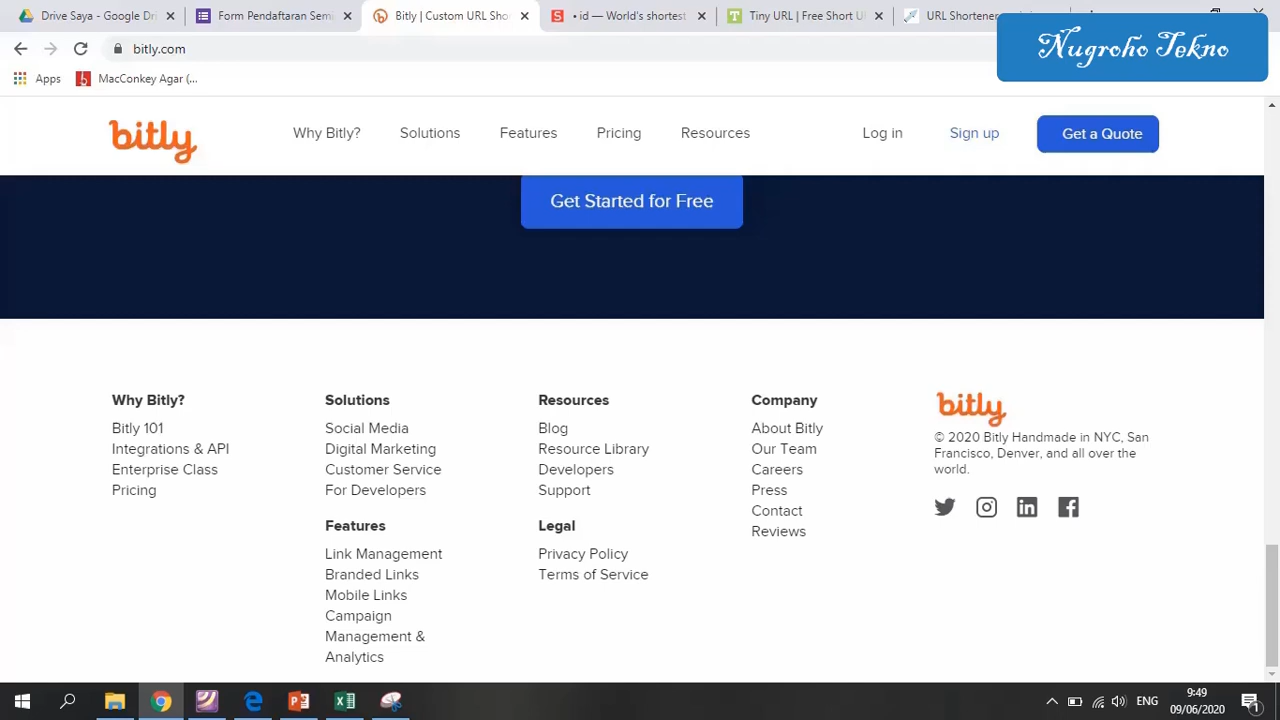 Drive Saya - Google Dri
Form Pendaftaran Sem
Bitly | Custom URL Sho
• id — World's shortest
Tiny URL | Free Short U
URL Shortene
bitly.com
Nugroho Tekno
Apps
MacConkey Agar (...
bitly
Why Bitly?
Solutions
Features
Pricing
Resources
Log in
Sign up
Get a Quote
Get Started for Free
Why Bitly?
Bitly 101
Integrations & API
Enterprise Class
Pricing
Solutions
Social Media
Digital Marketing
Customer Service
For Developers
Features
Link Management
Branded Links
Mobile Links
Campaign
Management &
Analytics
Resources
Blog
Resource Library
Developers
Support
Legal
Privacy Policy
Terms of Service
Company
About Bitly
Our Team
Careers
Press
Contact
Reviews
bitly
© 2020 Bitly Handmade in NYC, San
Francisco, Denver, and all over the
world.
ENG
9:49
09/06/2020